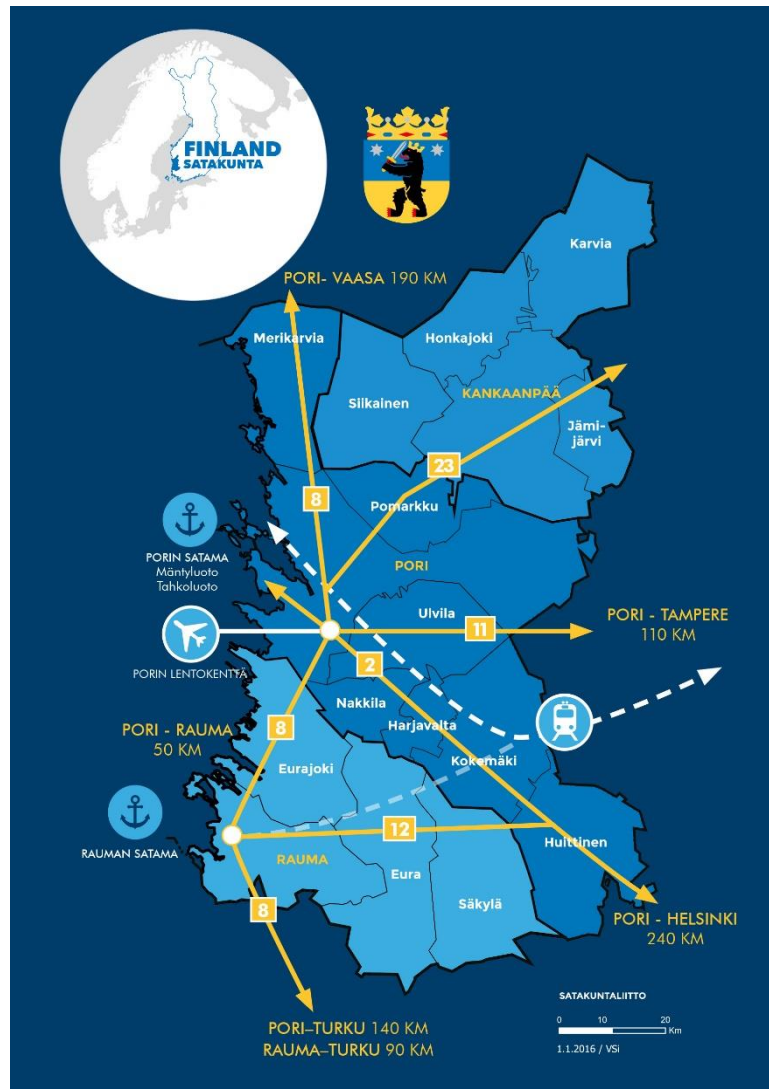 FINLAND
SATAKUNTA
Karvia
PORI- VAASA 190 KM
Merikarvia
Honkajoki
Siikainen
KANKAANPÄÄ
Jämi-
järvi
23
8
Pomarkku
PORIN SATAMA
Mäntyluoto
Tahkoluoto
PORI
Ulvila
11
PORI - TAMPERE
110 KM
PORIN LENTOKENTTÄ
2
Nakkila
Harjavalta
PORI - RAUMA
50 KM
8
Eurajoki
Kokemäki
12
Huittinen
RAUMAN SATAMA
RAUMA
Eura
Säkylä
8
PORI - HELSINKI
240 KM
SATAKUNTALIITTO
0 10 20
Km
1.1.2016 / VSi
PORI–TURKU 140 KM
RAUMA–TURKU 90 KM